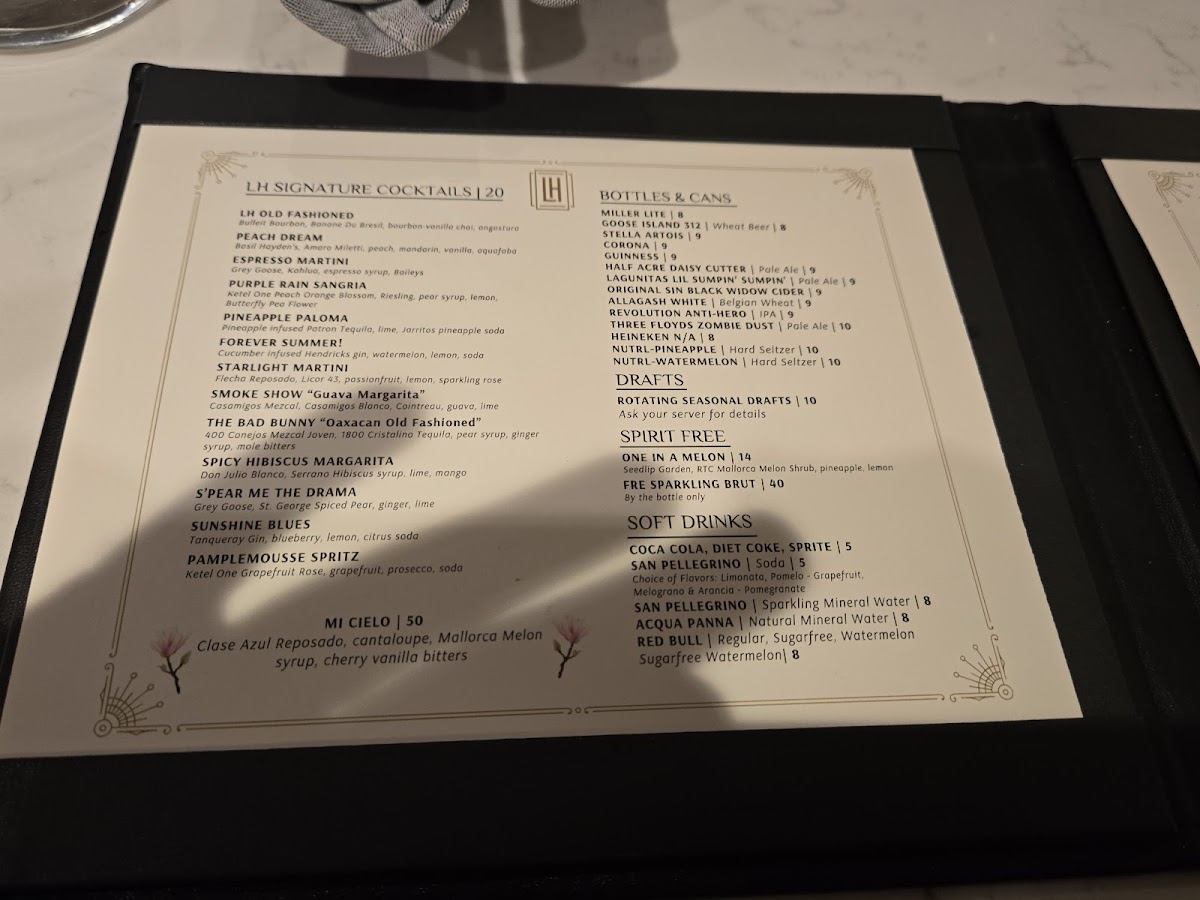 LH SIGNATURE COCKTAILS | 20
LH OLD FASHIONED
Bulleit Bourbon, Banane Du Bresil, bourbon-vanilla chai, angostura
PEACH DREAM
Basil Hayden's, Amaro Miletti, peach, mandarin, vanilla, aquafaba
ESPRESSO MARTINI
Grey Goose, Kahlua, espresso syrup, Baileys
PURPLE RAIN SANGRIA
Ketel One Peach Orange Blossom, Riesling, pear syrup, lemon,
Butterfly Pea Flower
PINEAPPLE PALOMA
Pineapple infused Patron Tequila, lime, Jarritos pineapple soda
FOREVER SUMMER!
Cucumber infused Hendricks gin, watermelon, lemon, soda
STARLIGHT MARTINI
Flecha Reposado, Licor 43, passionfruit, lemon, sparkling rose
SMOKE SHOW “Guava Margarita”
Casamigos Mezcal, Casamigos Blanco, Cointreau, guava, lime
THE BAD BUNNY “Oaxacan Old Fashioned”
400 Conejos Mezcal Joven, 1800 Cristalino Tequila, pear syrup, ginger
syrup, mole bitters
SPICY HIBISCUS MARGARITA
Don Julio Blanco, Serrano Hibiscus syrup, lime, mango
S'PEAR ME THE DRAMA
Grey Goose, St. George Spiced Pear, ginger, lime
SUNSHINE BLUES
Tanqueray Gin, blueberry, lemon, citrus soda
PAMPLEMOUSSE SPRITZ
Ketel One Grapefruit Rose, grapefruit, prosecco, soda
MI CIELO | 50
Clase Azul Reposado, cantaloupe, Mallorca Melon
syrup, cherry vanilla bitters
LH
BOTTLES & CANS
MILLER LITE | 8
GOOSE ISLAND 312 | Wheat Beer | 8
STELLA ARTOIS | 9
CORONA | 9
GUINNESS | 9
HALF ACRE DAISY CUTTER | Pale Ale | 9
LAGUNITAS LIL SUMPIN' SUMPIN' | Pale Ale | 9
ORIGINAL SIN BLACK WIDOW CIDER | 9
ALLAGASH WHITE | Belgian Wheat | 9
REVOLUTION ANTI-HERO | IPA | 9
THREE FLOYDS ZOMBIE DUST | Pale Ale | 10
HEINEKEN N/A | 8
NUTRL-PINEAPPLE | Hard Seltzer | 10
NUTRL-WATERMELON | Hard Seltzer | 10
DRAFTS
ROTATING SEASONAL DRAFTS | 10
Ask your server for details
SPIRIT FREE
ONE IN A MELON | 14
Seedlip Garden, RTC Mallorca Melon Shrub, pineapple, lemon
FRE SPARKLING BRUT | 40
By the bottle only
SOFT DRINKS
COCA COLA, DIET COKE, SPRITE | 5
SAN PELLEGRINO | Soda | 5
Choice of Flavors: Limonata, Pomelo - Grapefruit,
Melograno & Arancia - Pomegranate
SAN PELLEGRINO | Sparkling Mineral Water | 8
ACQUA PANNA | Natural Mineral Water | 8
RED BULL | Regular, Sugarfree, Watermelon
Sugarfree Watermelon| 8